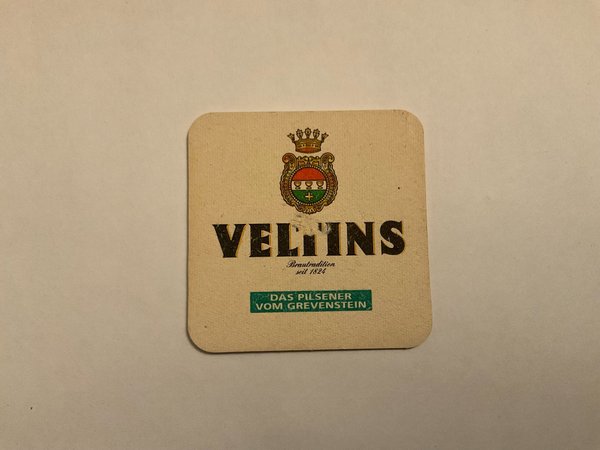 VELTINS
Brautradition
seit 1824
DAS PILSENER
VOM GREVENSTEIN